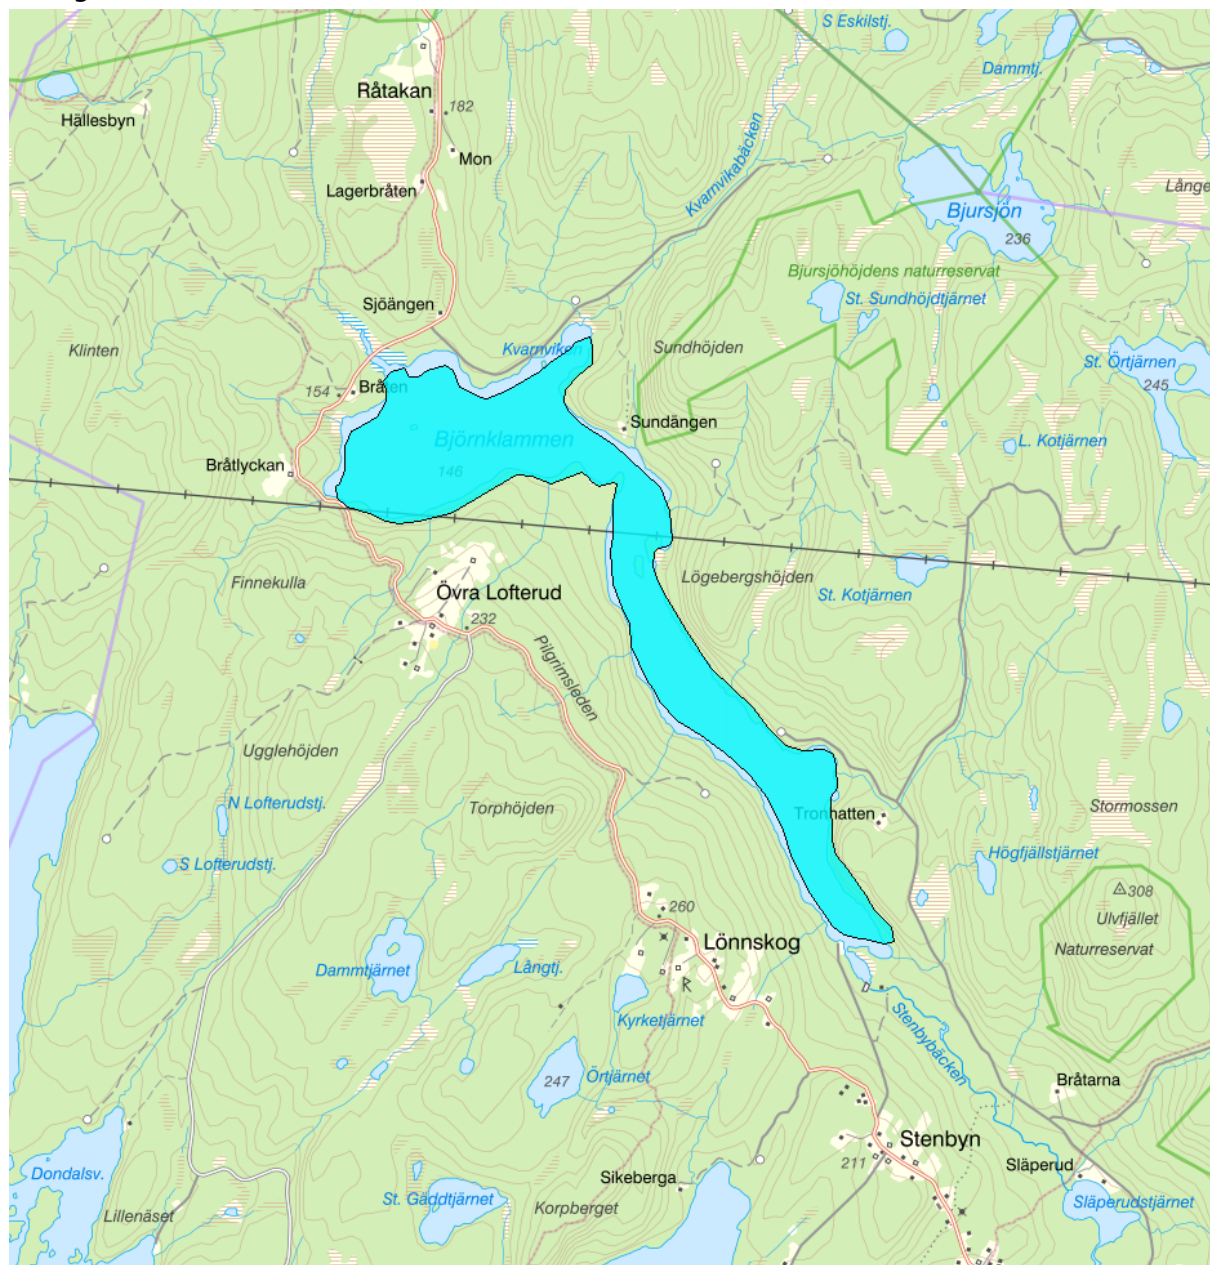 S Eskilstj.
Dammtj.
Råtakan
182
Hällesbyn
Mon
Kvarnvikabäcken
Lagerbråten
Långe
Bjursjön
236
Bjursjöhöjdens naturreservat
St. Sundhöjdtjärnet
Sjöängen
Klinten
Kvarnviken
Sundhöjden
St. Örtjärnen
245
154
Bråten
Sundängen
Björnklammen
L. Kotjärnen
Bråtlyckan
146
Finnekulla
Lögebergshöjden
Övra Lofterud
St. Kotjärnen
232
Pilgrimsleden
Ugglehöjden
N Lofterudstj.
Torphöjden
Tronhatten
Stormossen
S Lofterudstj.
Högfjällstjärnet
308
260
Ulvfjället
Naturreservat
Lönnskog
Dammtjärnet
Långtj.
R
Kyrketjärnet
Stenbybäcken
247
Örtjärnet
Bråtarna
Stenbyn
211
Dondalsv.
Släperud
Sikeberga
St. Gäddtjärnet
Släperudstjärnet
Lillenäset
Korpberget